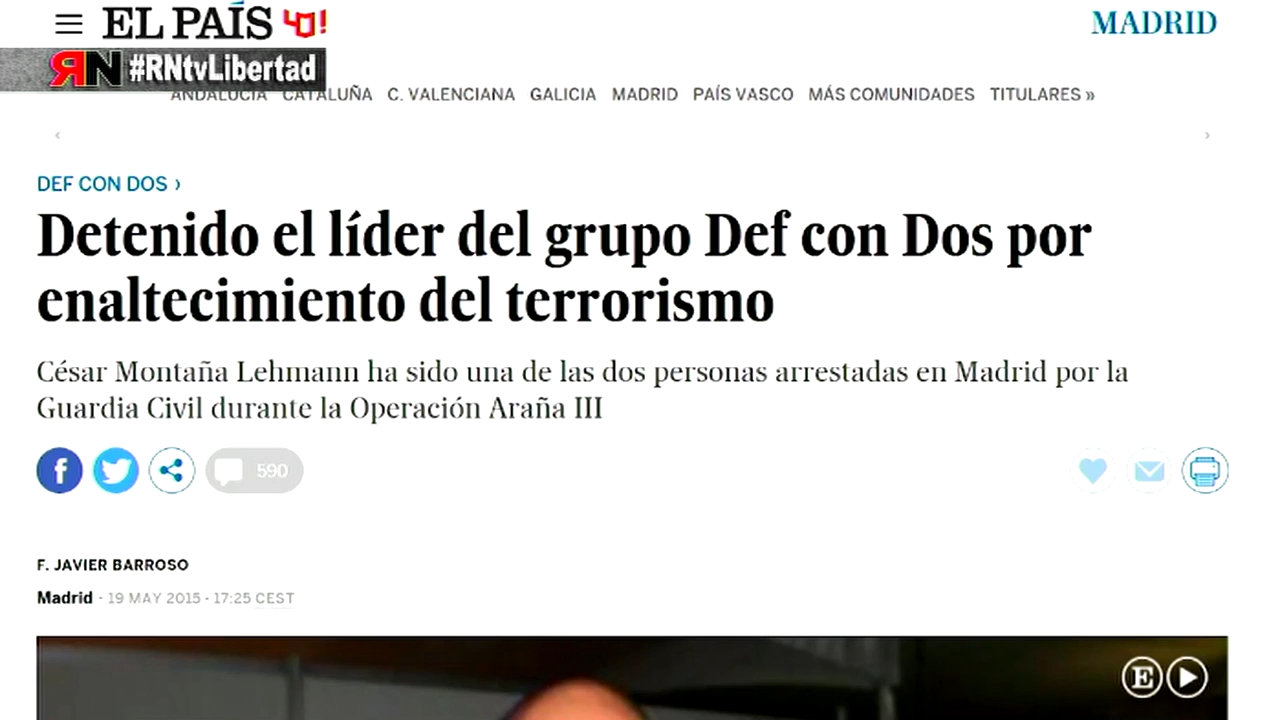 EL PAÍS 40!
MADRID
RN #RNtvLibertad
ANDALUCÍA CATALUÑA C. VALENCIANA GALICIA MADRID PAÍS VASCO MÁS COMUNIDADES TITULARES »
‹ ›
DEF CON DOS ›
Detenido el líder del grupo Def con Dos por
enaltecimiento del terrorismo
César Montaña Lehmann ha sido una de las dos personas arrestadas en Madrid por la
Guardia Civil durante la Operación Araña III
590
F. JAVIER BARROSO
Madrid - 19 MAY 2015 - 17:25 CEST
E